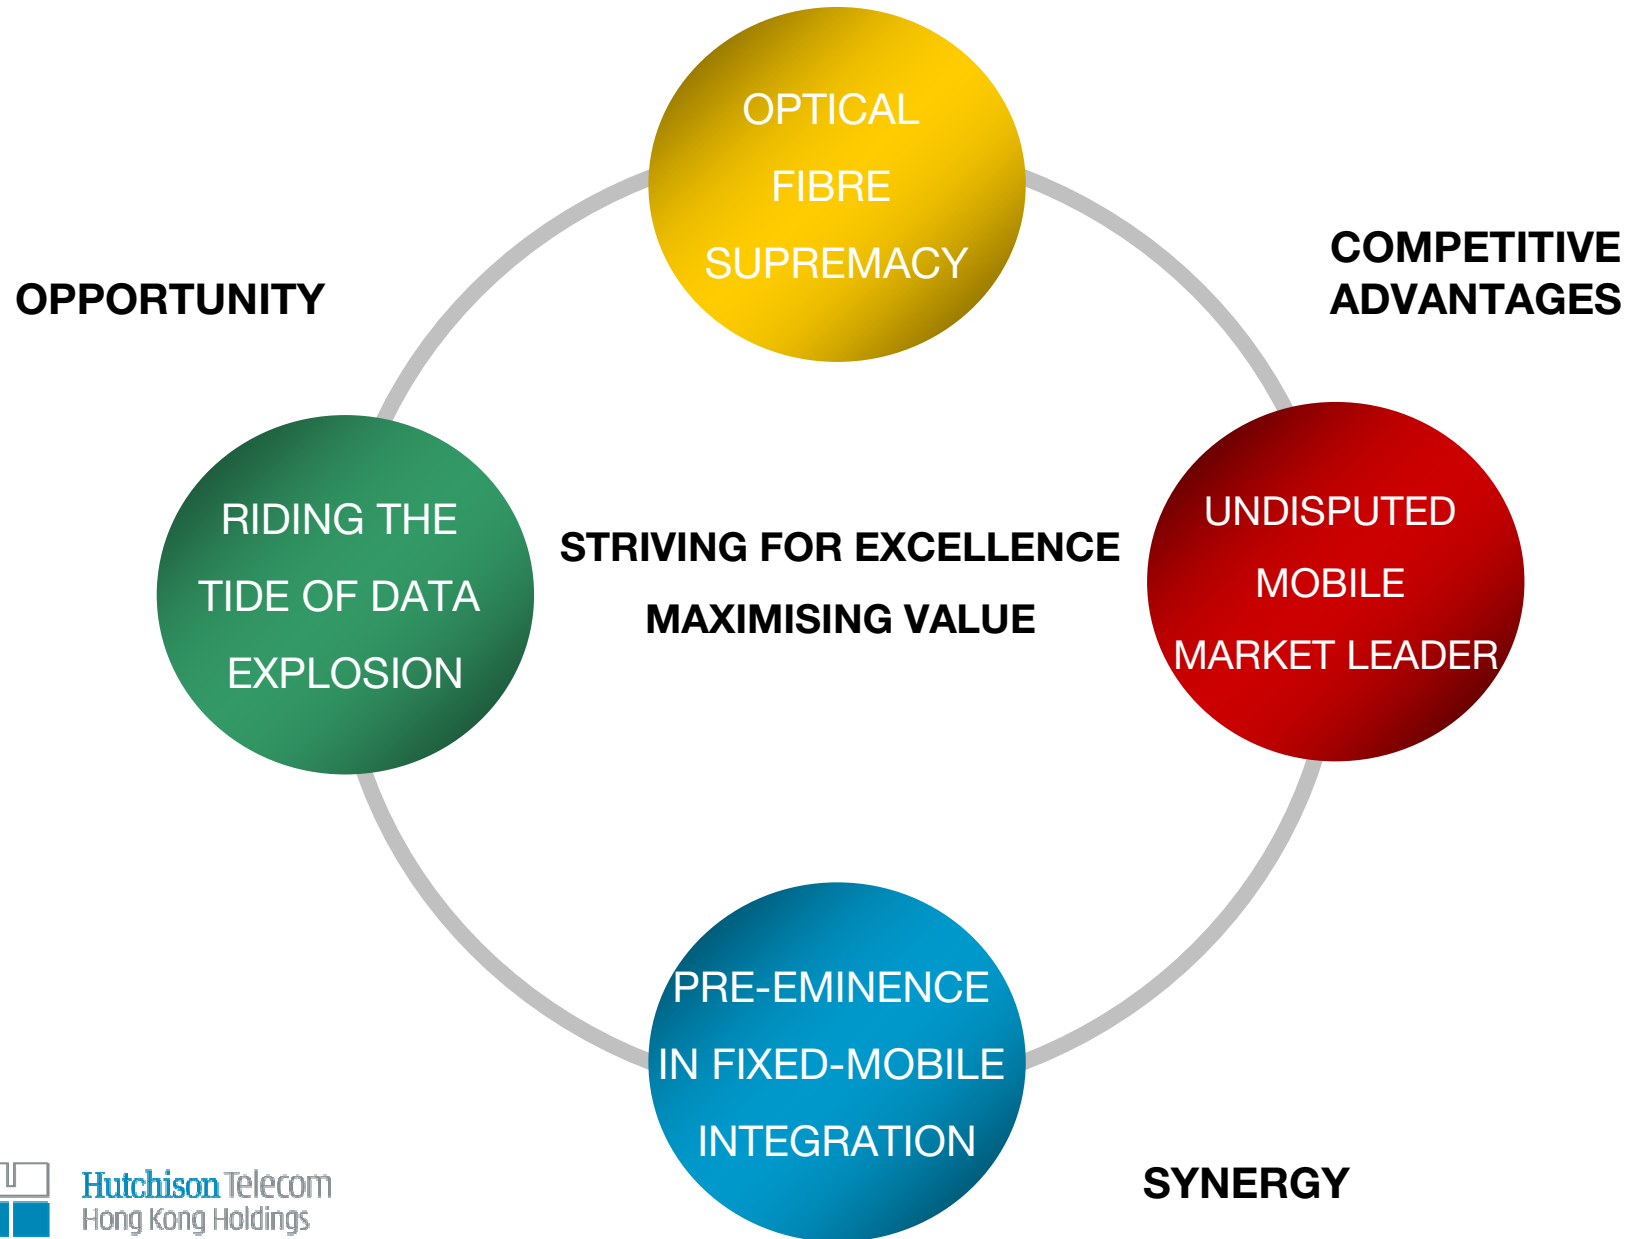 OPTICAL
FIBRE
SUPREMACY
OPPORTUNITY
COMPETITIVE
ADVANTAGES
RIDING THE
TIDE OF DATA
EXPLOSION
STRIVING FOR EXCELLENCE
MAXIMISING VALUE
UNDISPUTED
MOBILE
MARKET LEADER
PRE-EMINENCE
IN FIXED-MOBILE
INTEGRATION
SYNERGY
Hutchison Telecom
Hong Kong Holdings